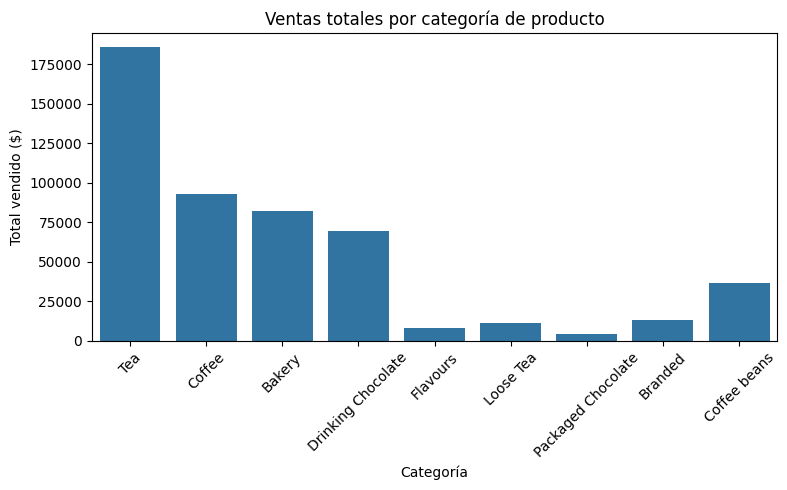 Ventas totales por categoría de producto
Total vendido ($)
175000
150000
125000
100000
75000
50000
25000
0
Tea
Coffee
Bakery
Drinking Chocolate
Flavours
Loose Tea
Packaged Chocolate
Branded
Coffee beans
Categoría